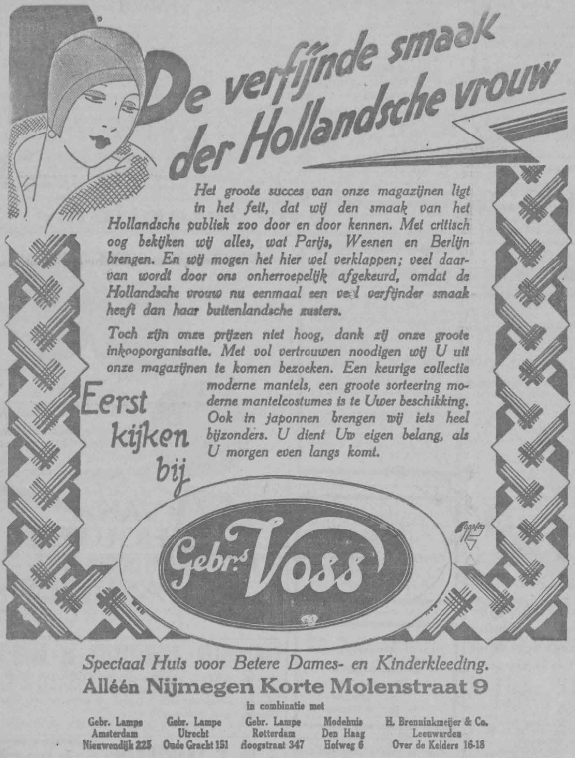 De verfijnde smaak
der Hollandsche vrouw
Het groote succes van onze magazijnen ligt
in het feit, dat wij den smaak van het
Hollandsche publiek zoo door en door kennen. Met critisch
oog bekijken wij alles, wat Parijs, Weenen en Berlijn
brengen. En wij mogen het hier wel verklappen; veel daar-
van wordt door ons onherroepelijk afgekeurd, omdat de
Hollandsche vrouw nu eenmaal een veel verfijnder smaak
heeft dan haar buitenlandsche zusters.
Toch zijn onze prijzen niet hoog, dank zij onze groote
inkooporganisatie. Met vol vertrouwen noodigen wij U uit
onze magazijnen te komen bezoeken. Een keurige collectie
moderne mantels, een groote sorteering mo-
derne mantelcostumes is te Uwer beschikking.
Ook in japonnen brengen wij iets heel
bijzonders. U dient Uw eigen belang, als
U morgen even langs komt.
Eerst
kijken
bij
Gebr.s Voss
Speciaal Huis voor Betere Dames- en Kinderkleeding.
Alléén Nijmegen Korte Molenstraat 9
in combinatie met
Gebr. Lampe Gebr. Lampe Gebr. Lampe Modehuis H. Brenninkmeijer & Co.
Amsterdam Utrecht Rotterdam Den Haag Leeuwarden
Nieuwendijk 225 Oude Gracht 151 Hoogstraat 347 Hofweg 6 Over de Kelders 16-18